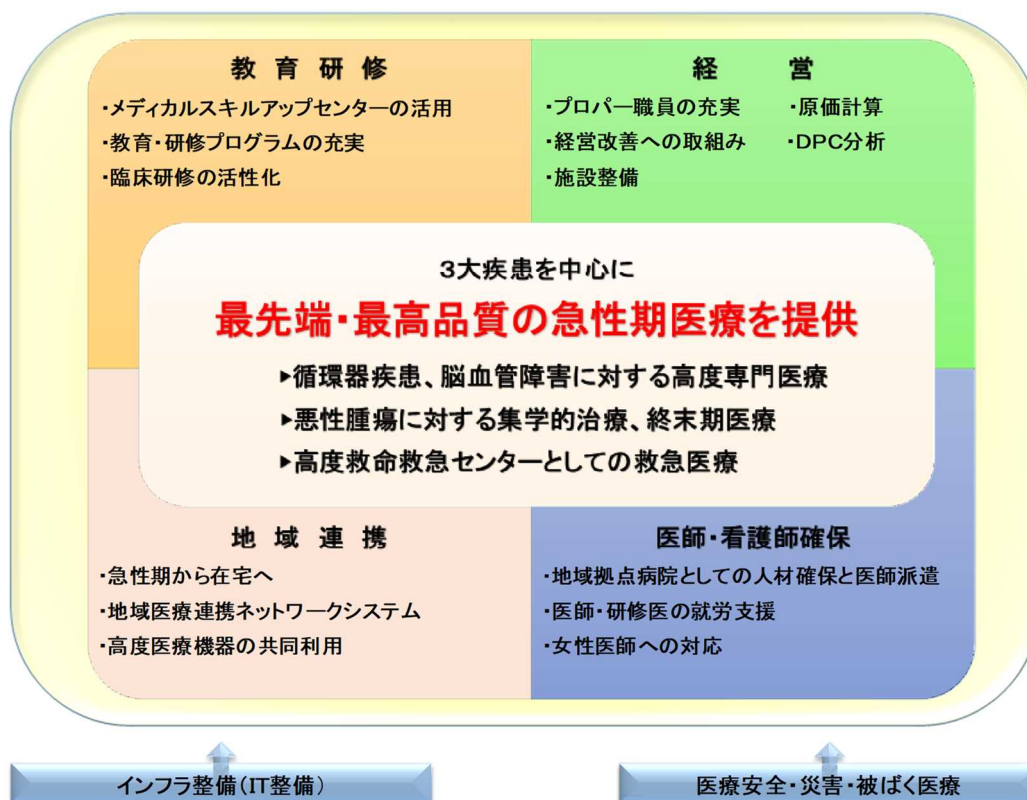 教育研修
・メディカルスキルアップセンターの活用
・教育・研修プログラムの充実
・臨床研修の活性化
経営
・プロパー職員の充実 ・原価計算
・経営改善への取組み ・DPC分析
・施設整備
3大疾患を中心に
最先端・最高品質の急性期医療を提供
▶循環器疾患、脳血管障害に対する高度専門医療
▶悪性腫瘍に対する集学的治療、終末期医療
▶高度救命救急センターとしての救急医療
地域連携
・急性期から在宅へ
・地域医療連携ネットワークシステム
・高度医療機器の共同利用
医師・看護師確保
・地域拠点病院としての人材確保と医師派遣
・医師・研修医の就労支援
・女性医師への対応
インフラ整備(IT整備)
医療安全・災害・被ばく医療